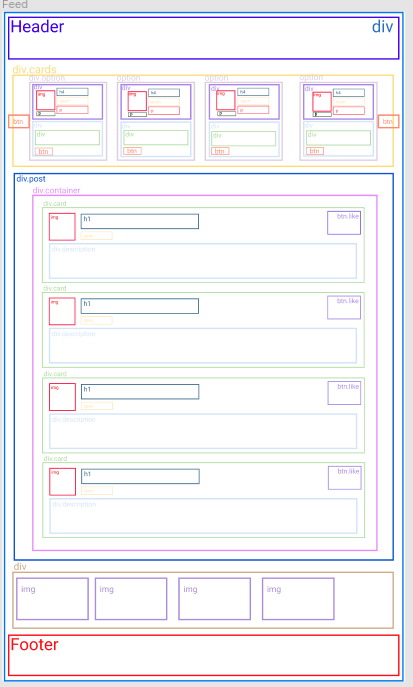 Feed
Header div
div.cards
div.option option option option
div div div div
img h4 img h4 img h4 img h4
p p p p
p p p p
div div div div
btn btn btn btn btn btn
div.post
div.container
div.card
img h1 btn.like
div.description
div.card
img h1 btn.like
div.description
div.card
img h1 btn.like
div.description
div.card
img h1 btn.like
div.description
div
img img img img
Footer